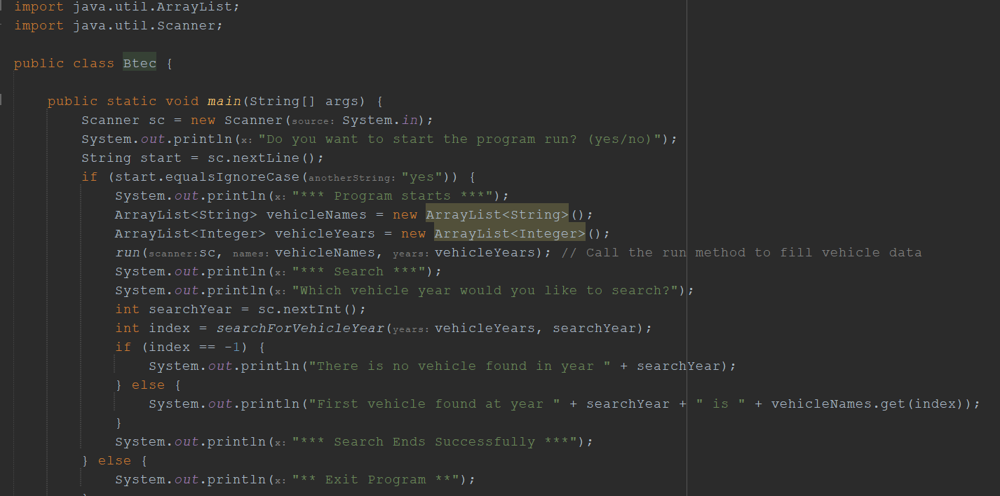 import java.util.ArrayList;
import java.util.Scanner;
public class Btec {
public static void main(String[] args) {
Scanner sc = new Scanner(source: System.in);
System.out.println(x: "Do you want to start the program run? (yes/no)");
String start = sc.nextLine();
if (start.equalsIgnoreCase(anotherString: "yes")) {
System.out.println(x: "*** Program starts ***");
ArrayList<String> vehicleNames = new ArrayList<String>();
ArrayList<Integer> vehicleYears = new ArrayList<Integer>();
run(scanner: sc, names: vehicleNames, years: vehicleYears); // Call the run method to fill vehicle data
System.out.println(x: "*** Search ***");
System.out.println(x: "Which vehicle year would you like to search?");
int searchYear = sc.nextInt();
int index = searchForVehicleYear(years: vehicleYears, searchYear);
if (index == -1) {
System.out.println("There is no vehicle found in year " + searchYear);
} else {
System.out.println("First vehicle found at year " + searchYear + " is " + vehicleNames.get(index));
}
System.out.println(x: "*** Search Ends Successfully ***");
} else {
System.out.println(x: "** Exit Program **");